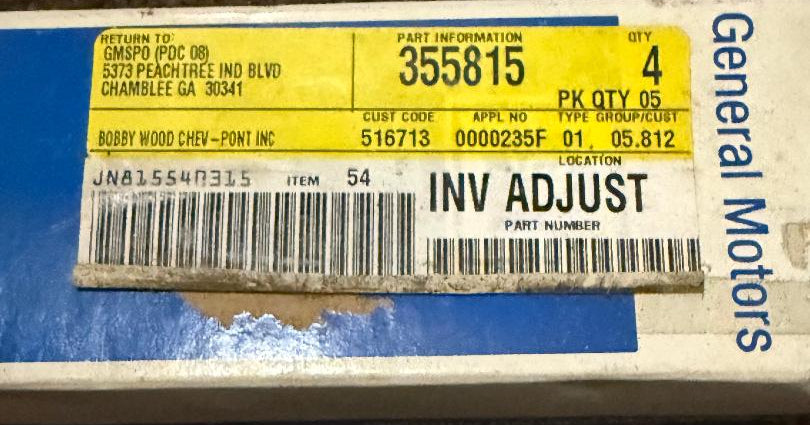 RETURN TO:
GMSPO (PDC 08)
5373 PEACHTREE IND BLVD
CHAMBLEE GA 30341
PART INFORMATION
355815
QTY
4
PK QTY 05
CUST CODE APPL NO TYPE GROUP/CUST
BOBBY WOOD CHEV-PONT INC 516713 0000235F 01. 05.812
LOCATION
ITEM 54
INV ADJUST
PART NUMBER
General Motors